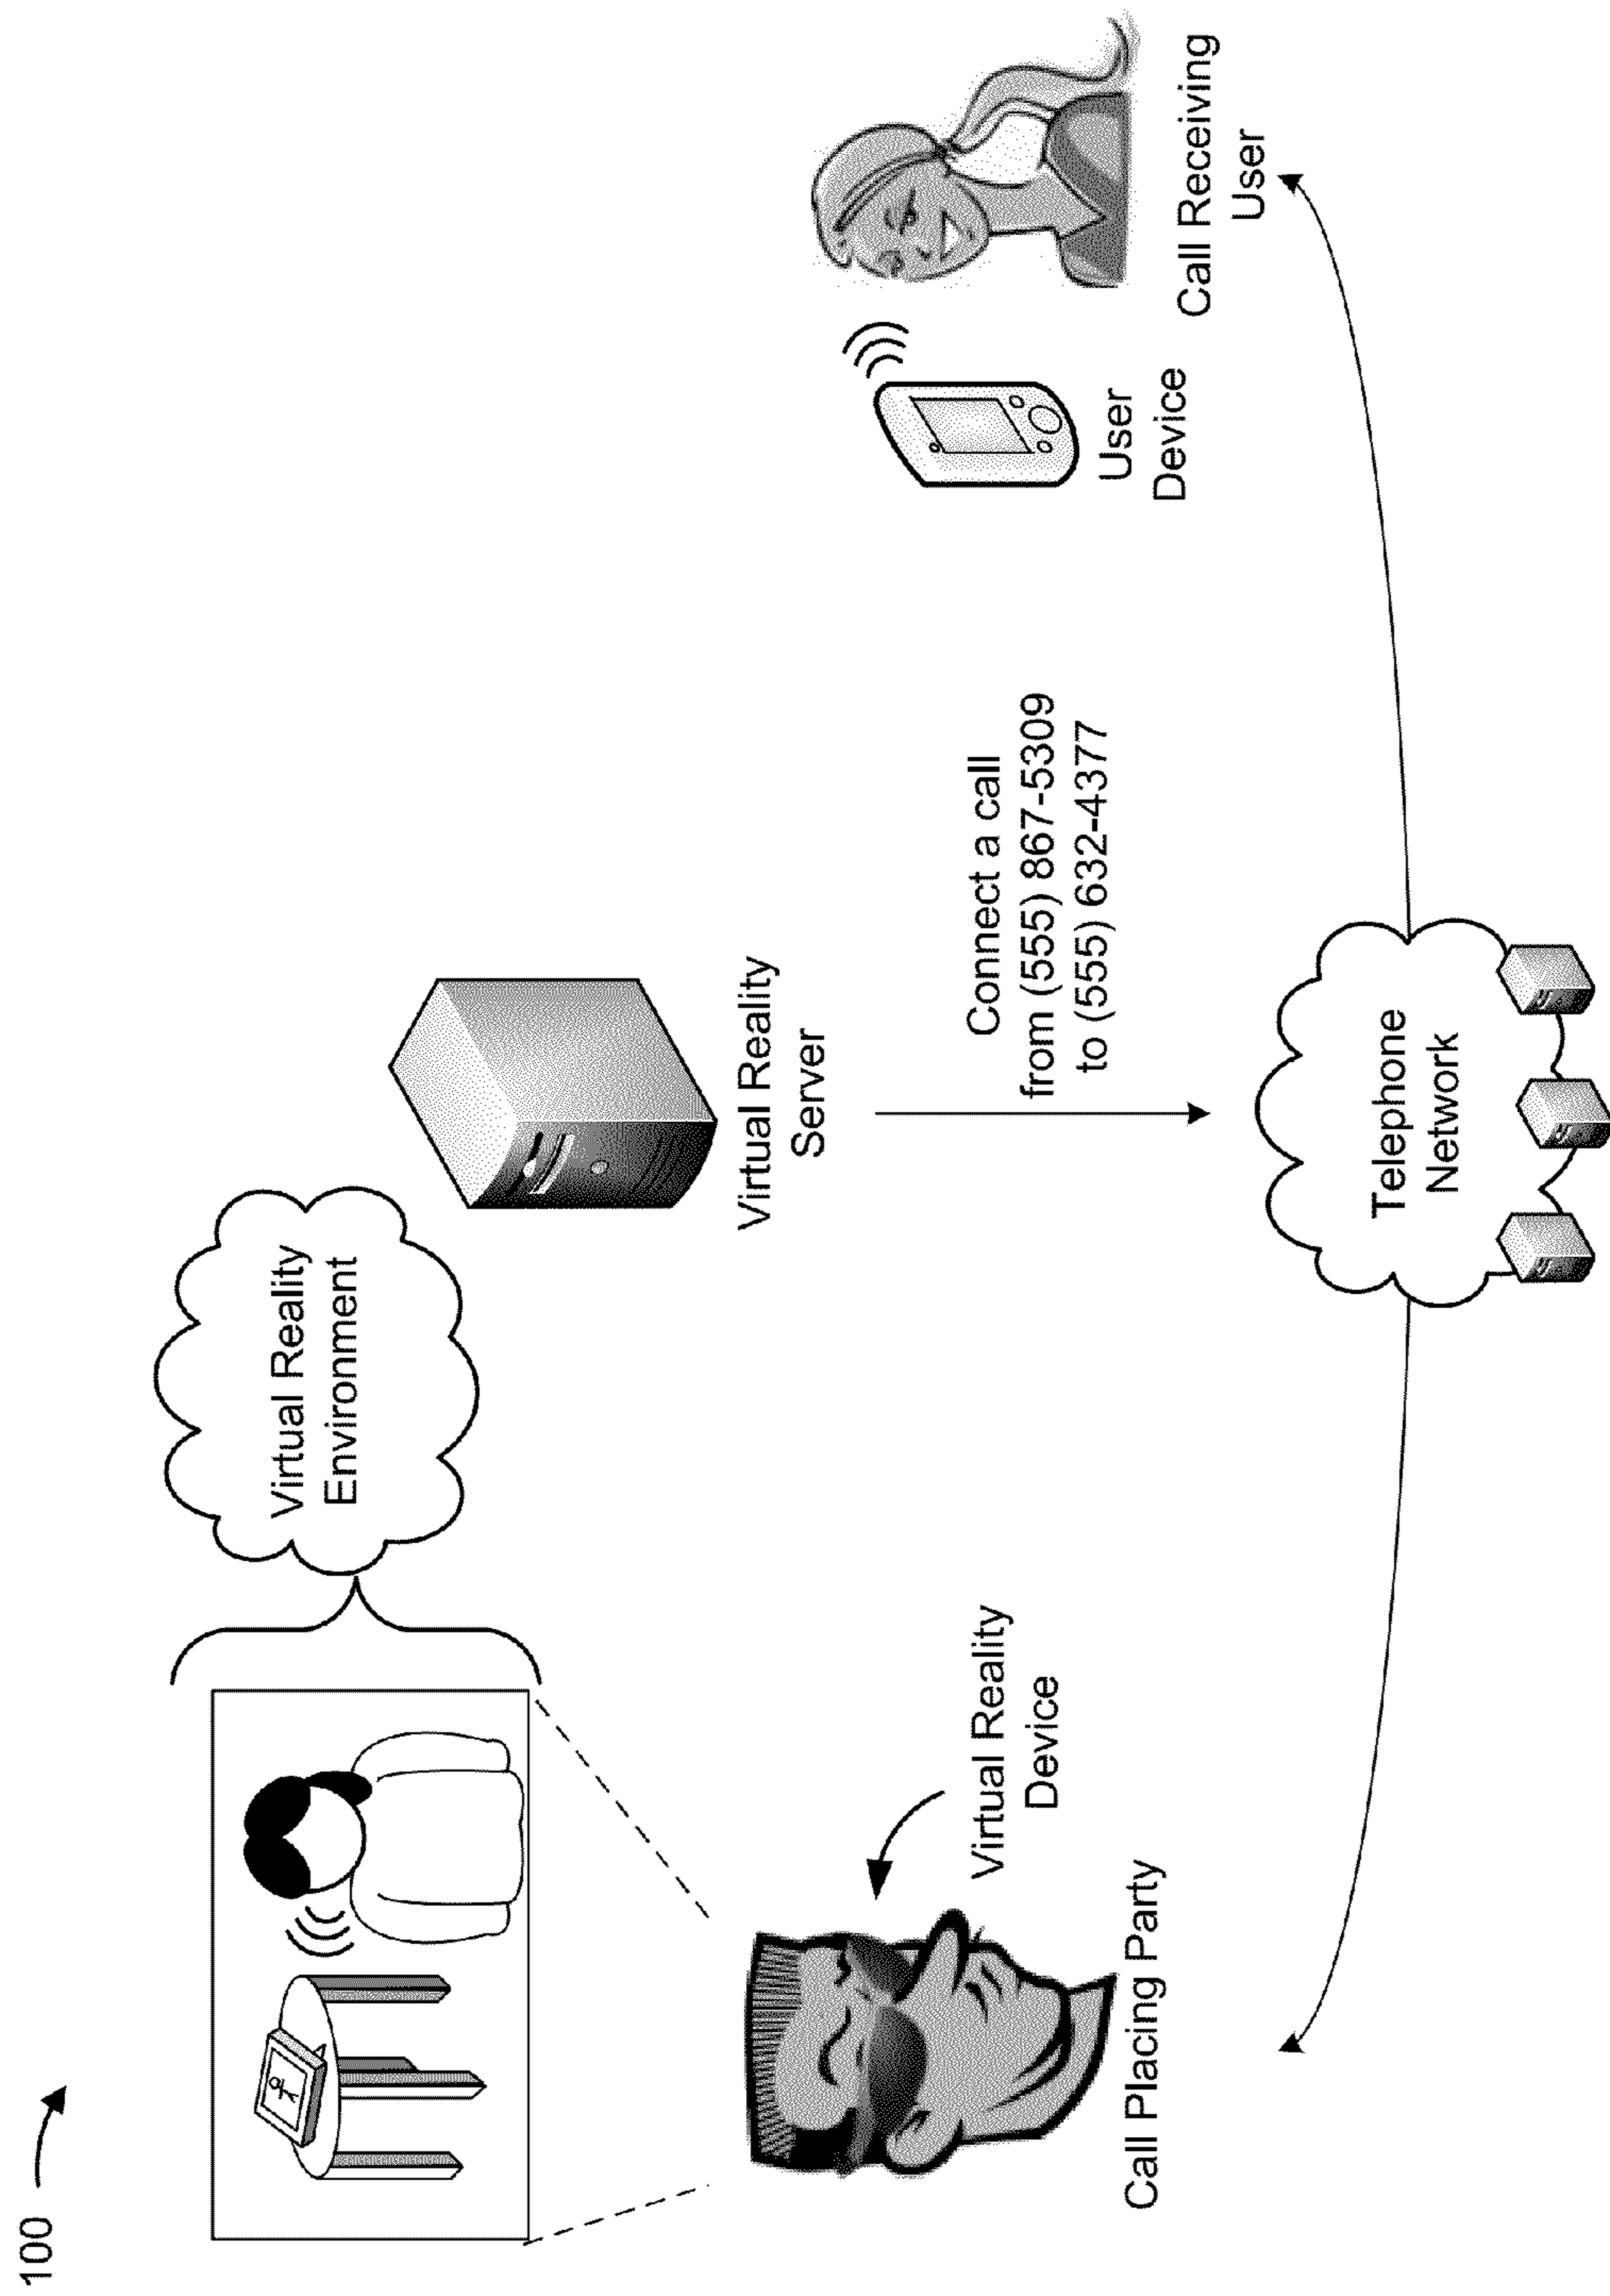 100
Virtual Reality
Environment
Virtual Reality
Server
Virtual Reality
Device
Call Placing Party
Connect a call
from (555) 867-5309
to (555) 632-4377
User
Device
Call Receiving
User
Telephone
Network